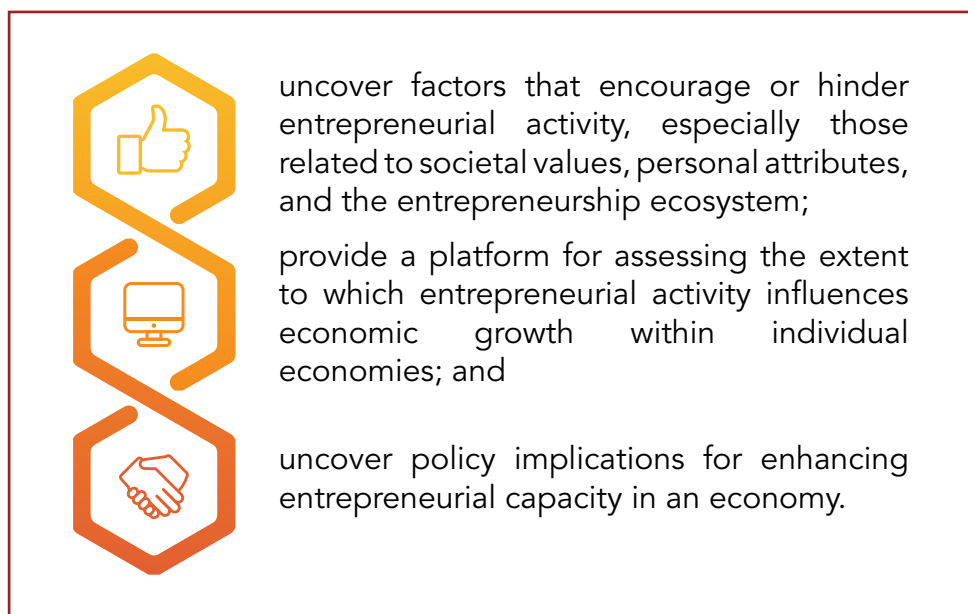 uncover factors that encourage or hinder
entrepreneurial activity, especially those
related to societal values, personal attributes,
and the entrepreneurship ecosystem;
provide a platform for assessing the extent
to which entrepreneurial activity influences
economic growth within individual
economies; and
uncover policy implications for enhancing
entrepreneurial capacity in an economy.